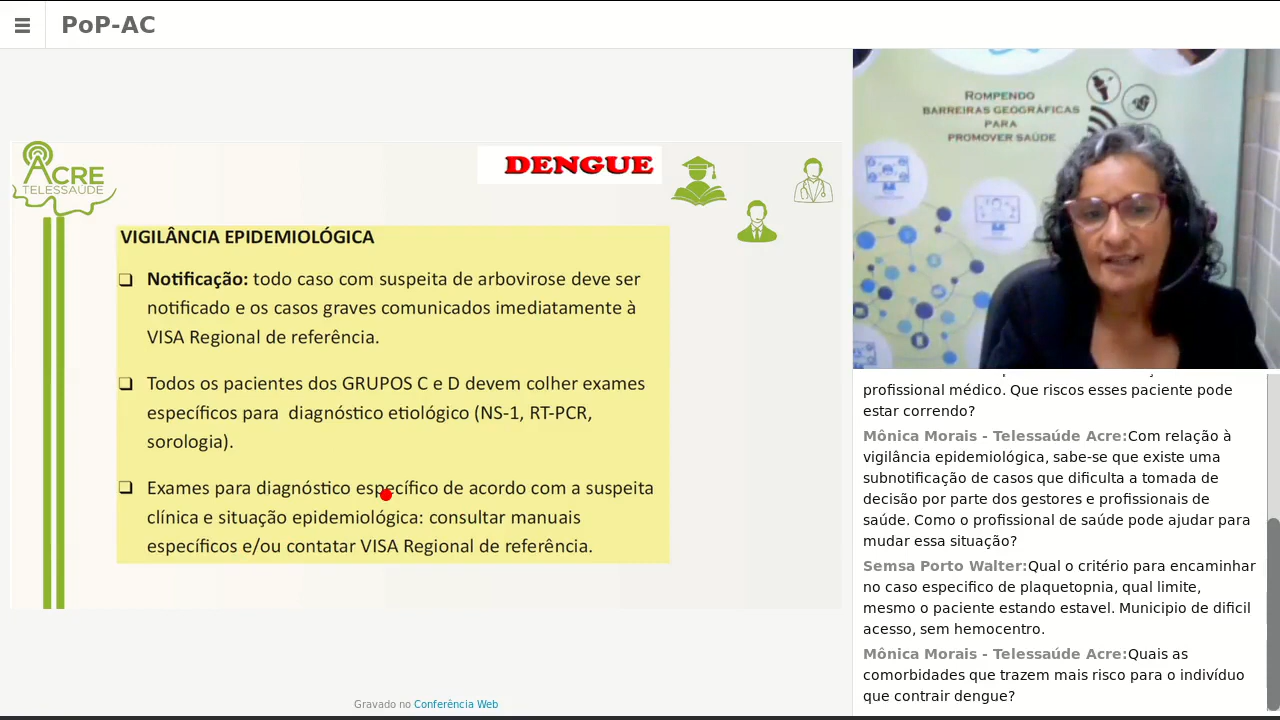 PoP-AC
ACRE
TELESSAÚDE
DENGUE
VIGILÂNCIA EPIDEMIOLÓGICA
Notificação: todo caso com suspeita de arbovirose deve ser
notificado e os casos graves comunicados imediatamente à
VISA Regional de referência.
Todos os pacientes dos GRUPOS C e D devem colher exames
específicos para diagnóstico etiológico (NS-1, RT-PCR,
sorologia).
Exames para diagnóstico específico de acordo com a suspeita
clínica e situação epidemiológica: consultar manuais
específicos e/ou contatar VISA Regional de referência.
Gravado no Conferência Web
ROMPENDO
BARREIRAS GEOGRÁFICAS
PARA
PROMOVER SAÚDE
profissional médico. Que riscos esses paciente pode
estar correndo?
Mônica Morais - Telessaúde Acre:Com relação à
vigilância epidemiológica, sabe-se que existe uma
subnotificação de casos que dificulta a tomada de
decisão por parte dos gestores e profissionais de
saúde. Como o profissional de saúde pode ajudar para
mudar essa situação?
Semsa Porto Walter:Qual o critério para encaminhar
no caso especifico de plaquetopnia, qual limite,
mesmo o paciente estando estavel. Municipio de dificil
acesso, sem hemocentro.
Mônica Morais - Telessaúde Acre:Quais as
comorbidades que trazem mais risco para o indivíduo
que contrair dengue?